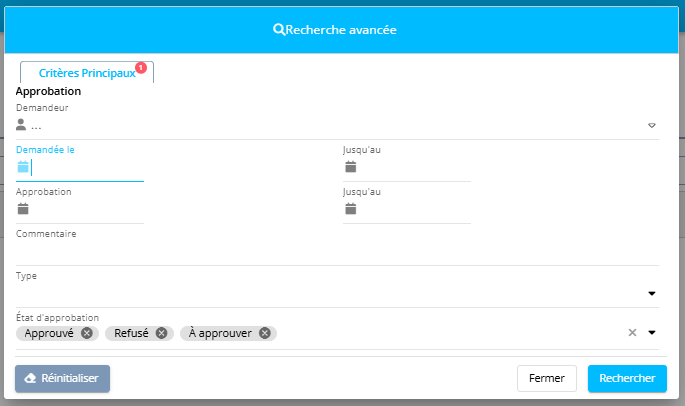 Recherche avancée
Critères Principaux 1
Approbation
Demandeur
...
Demandée le Jusqu'au
Approbation Jusqu'au
Commentaire
Type
État d'approbation
Approuvé Refusé À approuver
Réinitialiser Fermer Rechercher